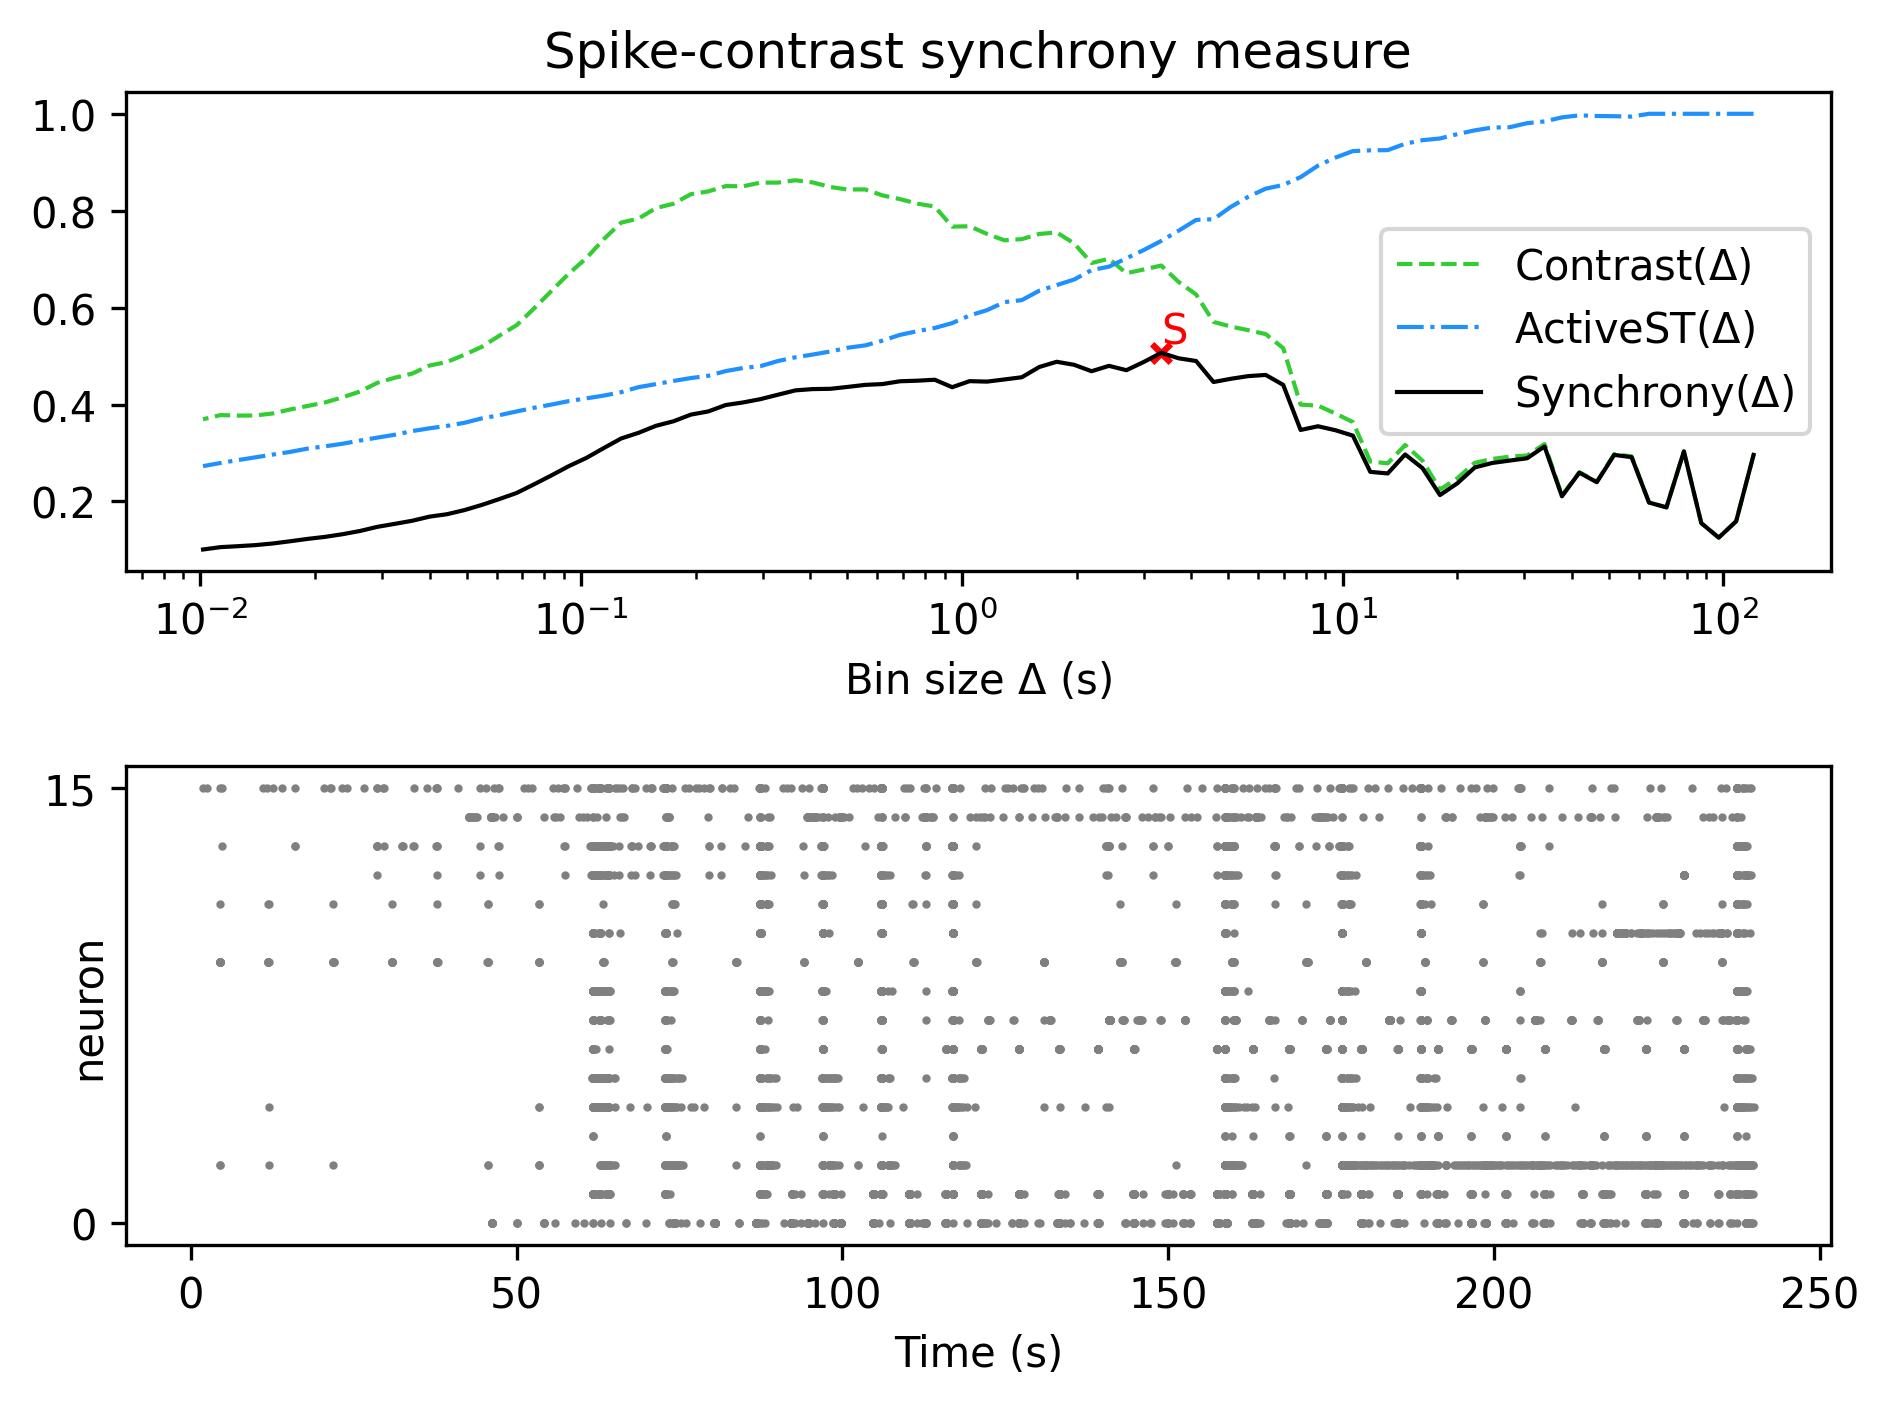 Spike-contrast synchrony measure
1.0
0.8
0.6
0.4
0.2
S
Contrast(Δ)
ActiveST(Δ)
Synchrony(Δ)
10⁻² 10⁻¹ 10⁰ 10¹ 10²
Bin size Δ (s)
15
neuron
0
0 50 100 150 200 250
Time (s)